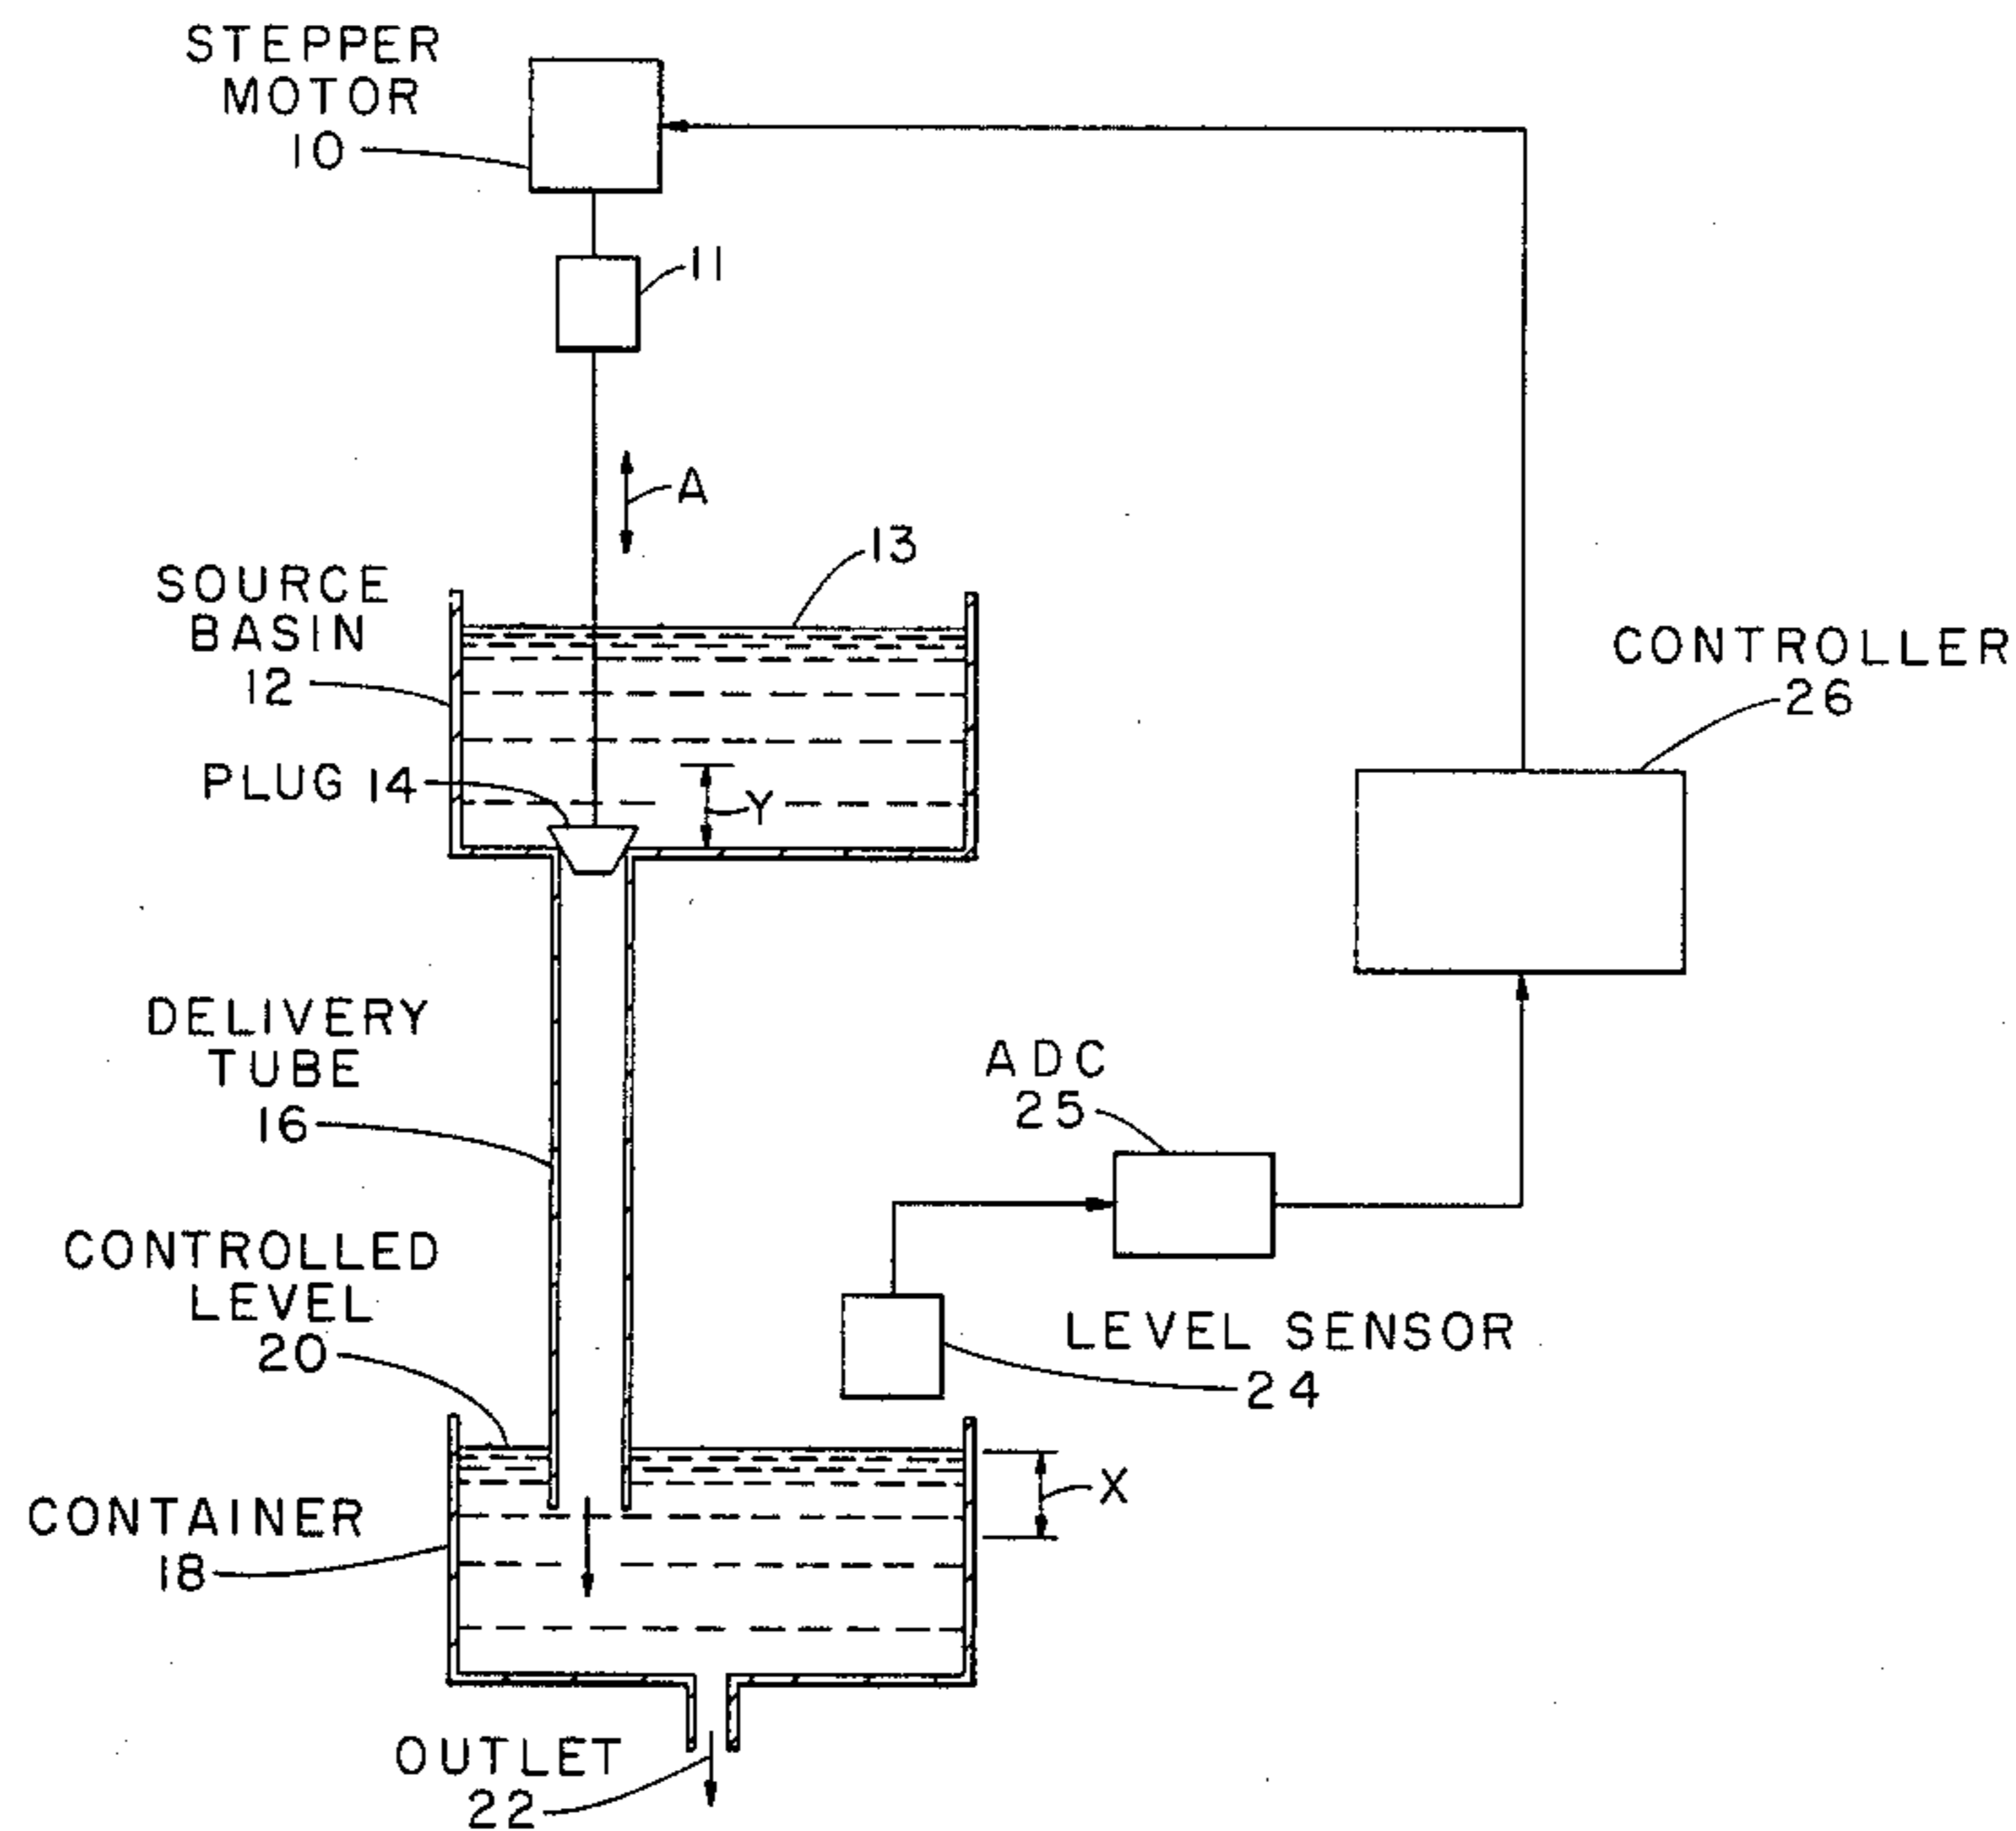 STEPPER
MOTOR
10
11
A
13
SOURCE
BASIN
12
CONTROLLER
26
PLUG 14
Y
DELIVERY
TUBE
16
ADC
25
CONTROLLED
LEVEL
20
LEVEL SENSOR
24
X
CONTAINER
18
OUTLET
22